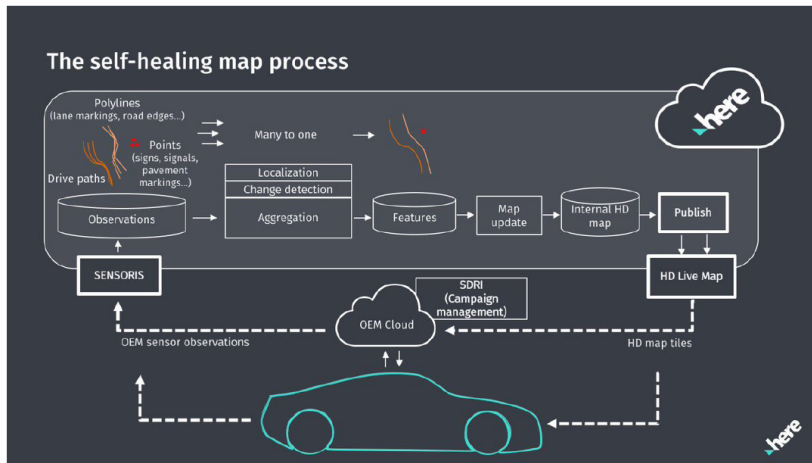 The self-healing map process
Polylines
(lane markings, road edges...)
Points
(signs, signals,
pavement
markings...)
Drive paths
Many to one
here
Localization
Change detection
Aggregation
Observations
Features
Map
update
Internal HD
map
Publish
SENSORIS
HD Live Map
SDRI
(Campaign
management)
OEM Cloud
OEM sensor observations
HD map tiles
here